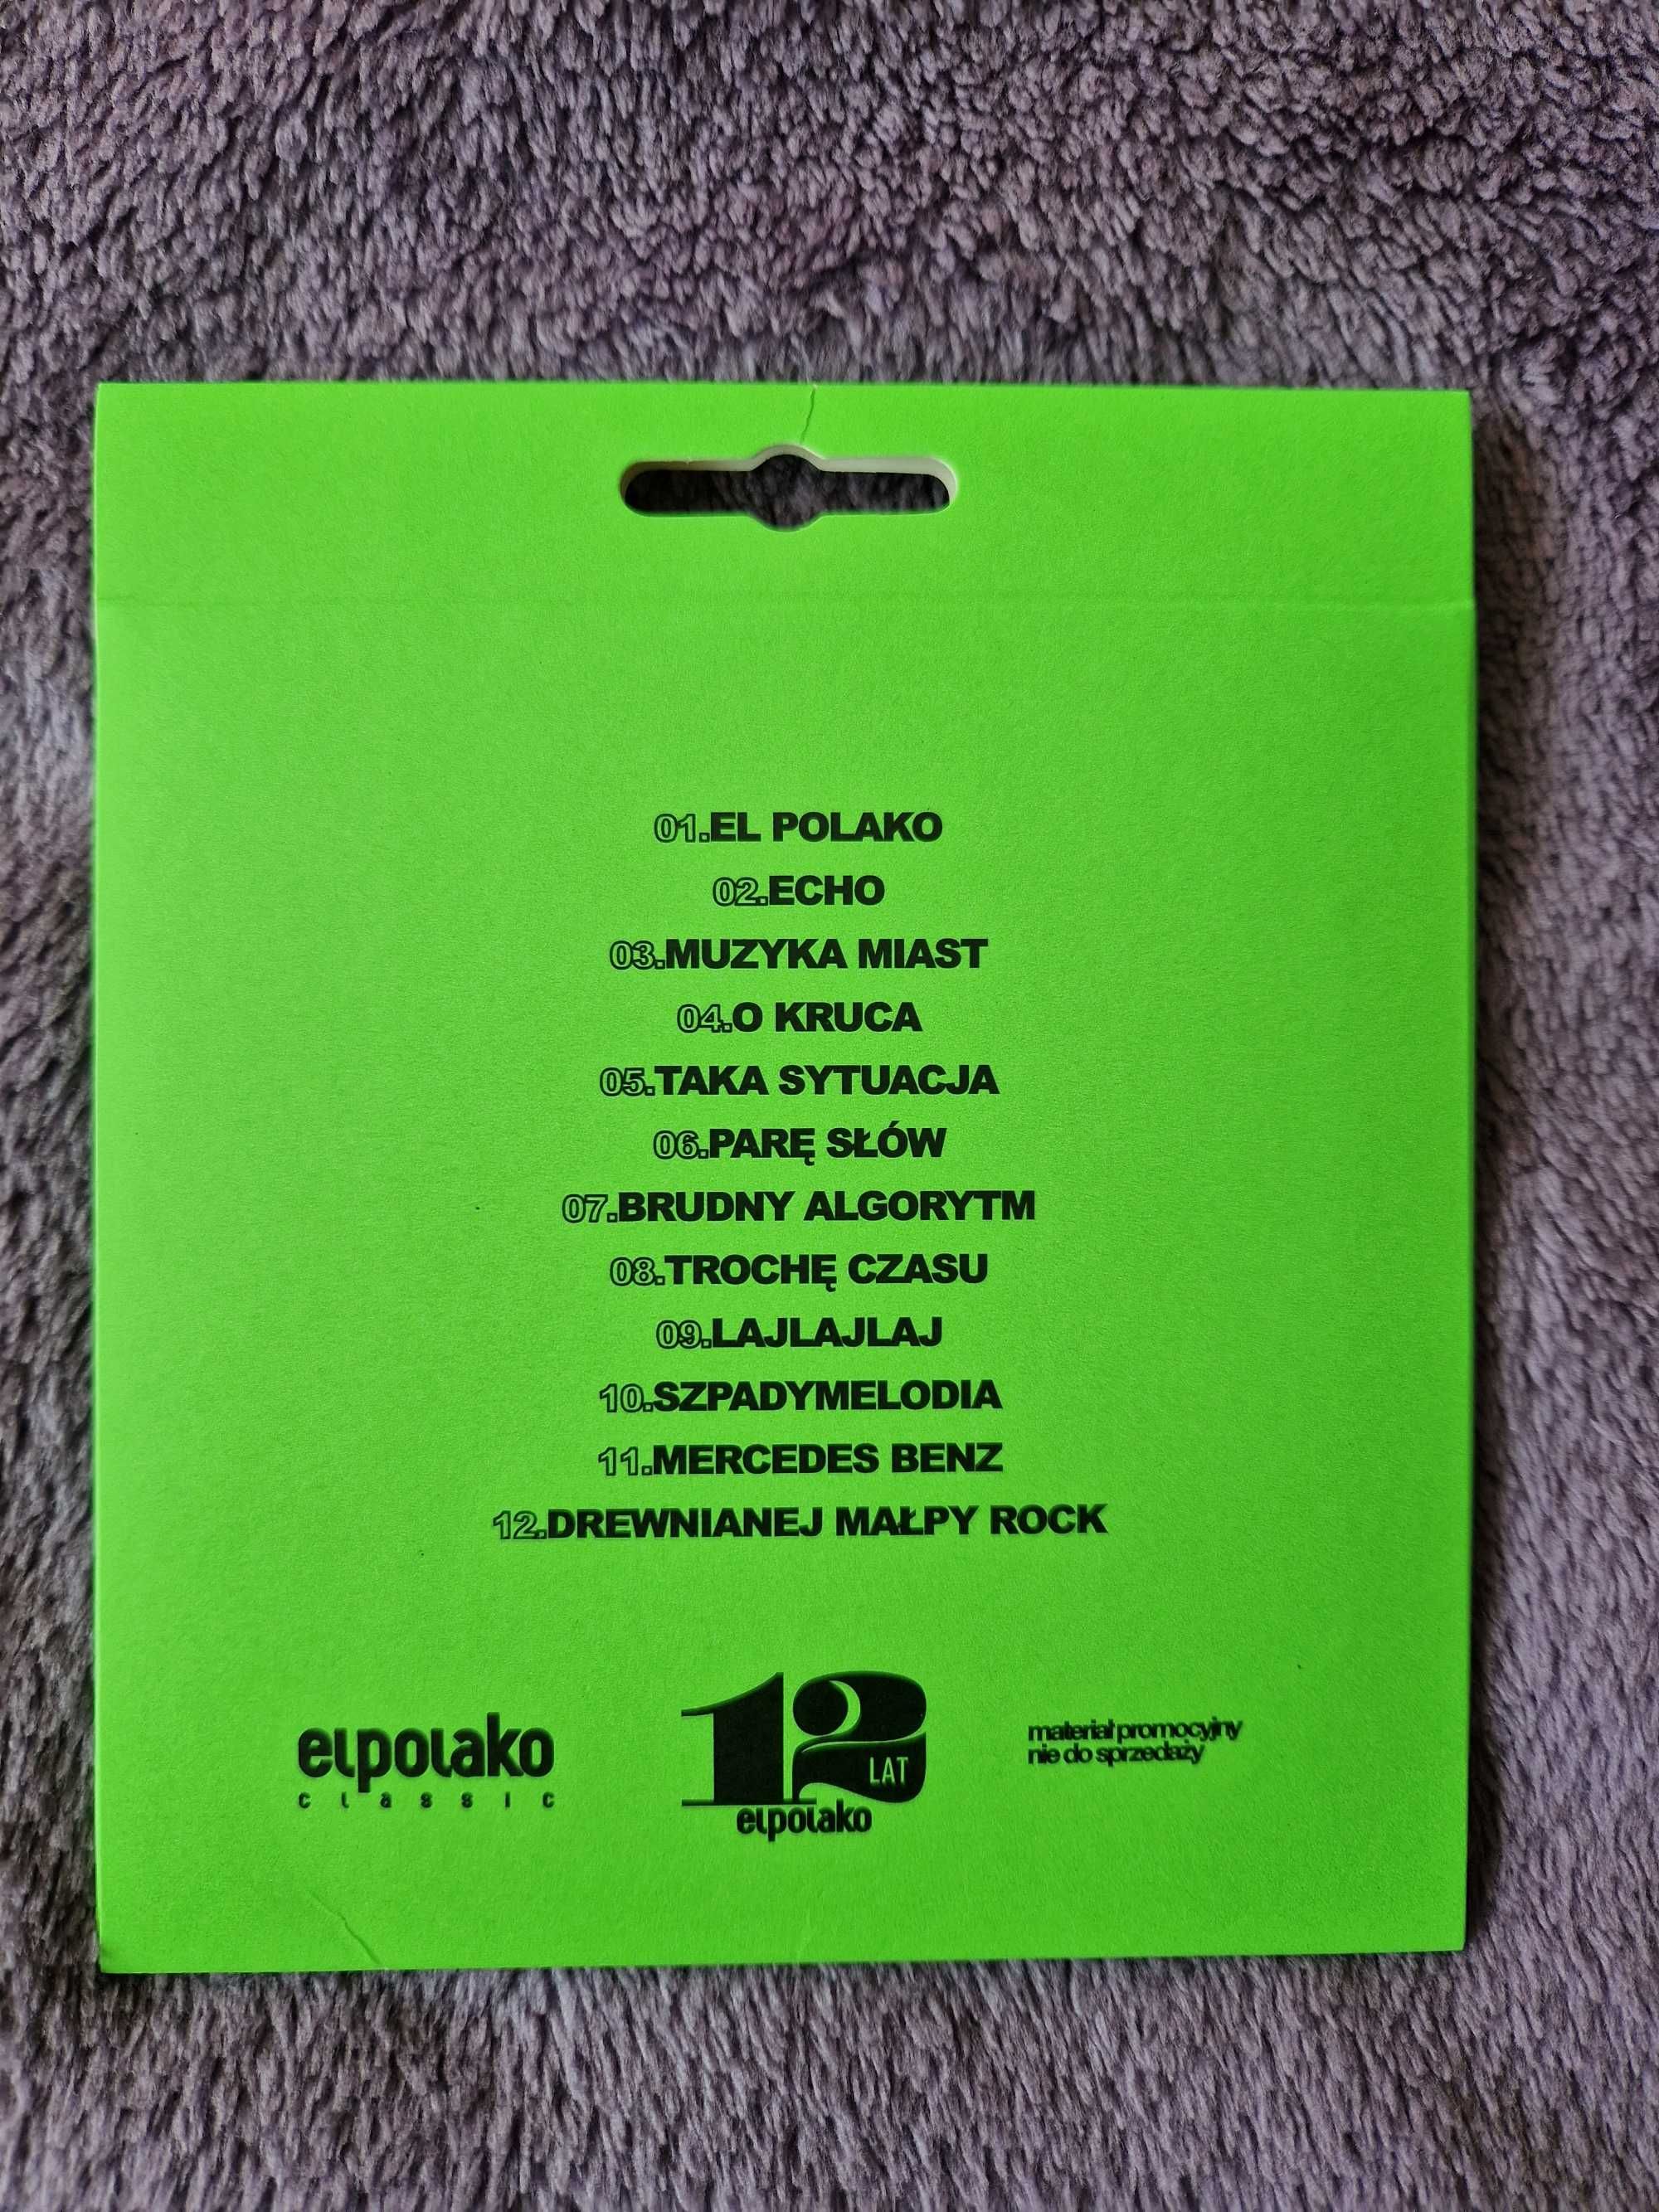 01.EL POLAKO
02.ECHO
03.MUZYKA MIAST
04.O KRUCA
05.TAKA SYTUACJA
06.PARĘ SŁÓW
07.BRUDNY ALGORYTM
08.TROCHĘ CZASU
09.LAJLAJLAJ
10.SZPADYMELODIA
11.MERCEDES BENZ
12.DREWNIANEJ MAŁPY ROCK
elpolako
classic
12
LAT
elpolako
materiał promocyjny
nie do sprzedaży